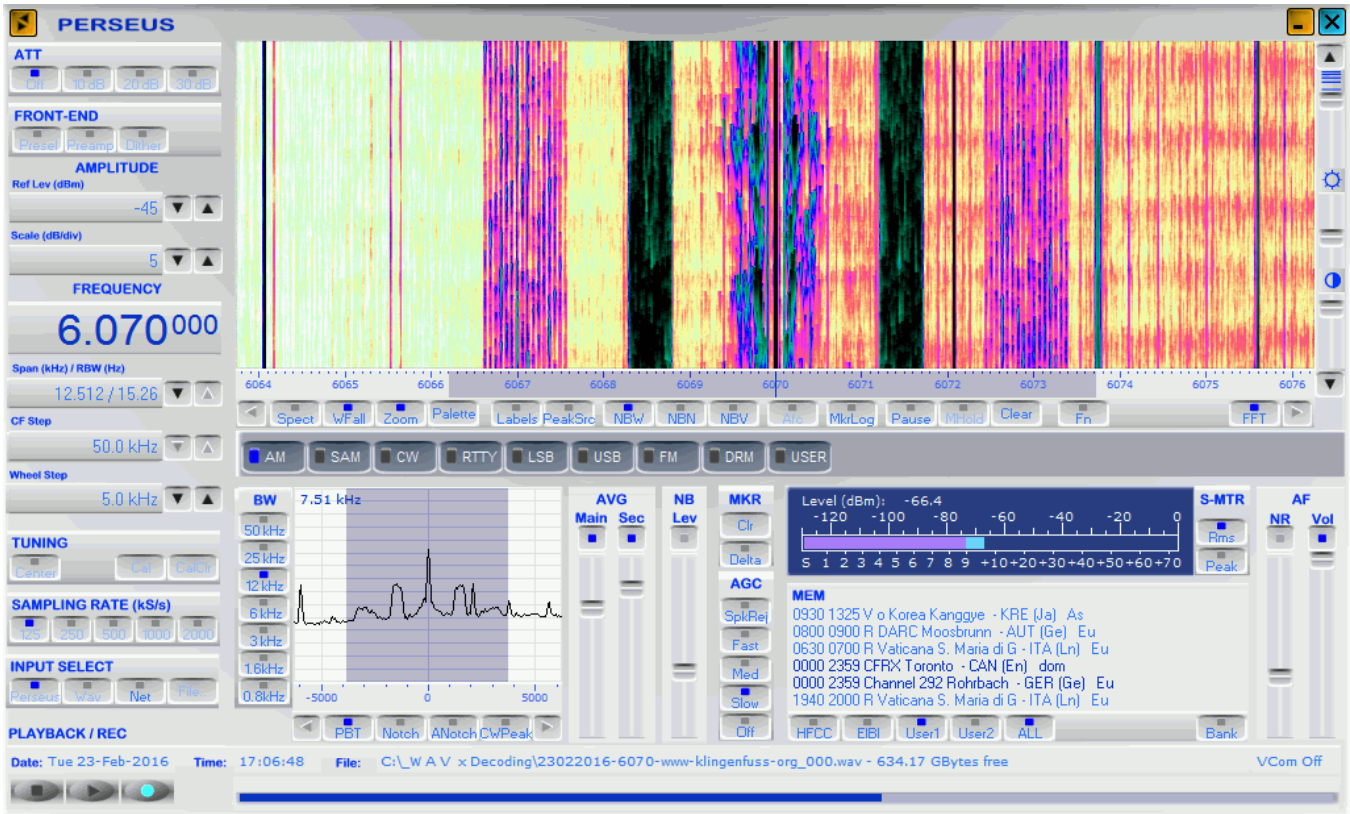 PERSEUS
ATT
Off 10 dB 20 dB 30 dB
FRONT-END
Presel Preamp Dither
AMPLITUDE
Ref Lev (dBm)
-45
Scale (dB/div)
5
FREQUENCY
6.070000
Span (kHz) / RBW (Hz)
12.512 / 15.26
CF Step
50.0 kHz
Wheel Step
5.0 kHz
TUNING
Center Cal CalClr
SAMPLING RATE (kS/s)
125 250 500 1000 2000
INPUT SELECT
Perseus Wav Net File..
PLAYBACK / REC
6064 6065 6066 6067 6068 6069 6070 6071 6072 6073 6074 6075 6076
Spect WFall Zoom Palette Labels PeakSrc NBW NBN NBV Afc MkrLog Pause MHold Clear Fn FFT
AM SAM CW RTTY LSB USB FM DRM USER
BW
50 kHz
25 kHz
12 kHz
6 kHz
3 kHz
1.6kHz
0.8kHz
7.51 kHz
-5000 0 5000
PBT Notch ANotch CWPeak
AVG
Main Sec
NB
Lev
MKR
Clr
Delta
AGC
SpkRej
Fast
Med
Slow
Off
Level (dBm): -66.4
-120 -100 -80 -60 -40 -20 0
S 1 2 3 4 5 6 7 8 9 +10+20+30+40+50+60+70
S-MTR
Rms
Peak
AF
NR Vol
MEM
0930 1325 V o Korea Kanggye - KRE (Ja) As
0800 0900 R DARC Moosbrunn - AUT (Ge) Eu
0630 0700 R Vaticana S. Maria di G - ITA (Ln) Eu
0000 2359 CFRX Toronto - CAN (En) dom
0000 2359 Channel 292 Rohrbach - GER (Ge) Eu
1940 2000 R Vaticana S. Maria di G - ITA (Ln) Eu
HFCC EIBI User1 User2 ALL Bank
Date: Tue 23-Feb-2016 Time: 17:06:48 File: C:\_W A V x Decoding\23022016-6070-www-klingenfuss-org_000.wav - 634.17 GBytes free VCom Off